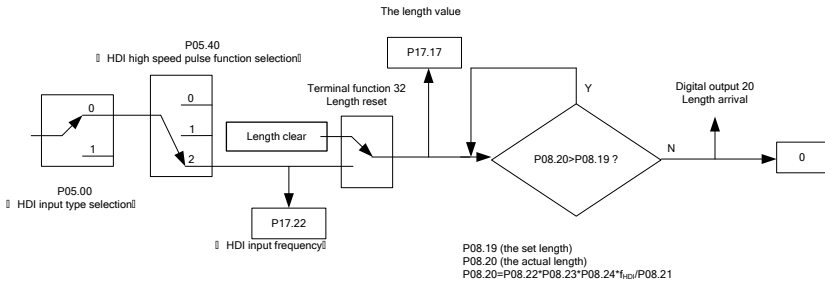 The length value
P17.17
P05.40
▯ HDI high speed pulse function selection▯
0
1
2
Terminal function 32
Length reset
Length clear
0
1
P05.00
▯ HDI input type selection▯
P17.22
▯ HDI input frequency▯
Y
P08.20>P08.19 ?
N
Digital output 20
Length arrival
0
P08.19 (the set length)
P08.20 (the actual length)
P08.20=P08.22*P08.23*P08.24*fHDI/P08.21